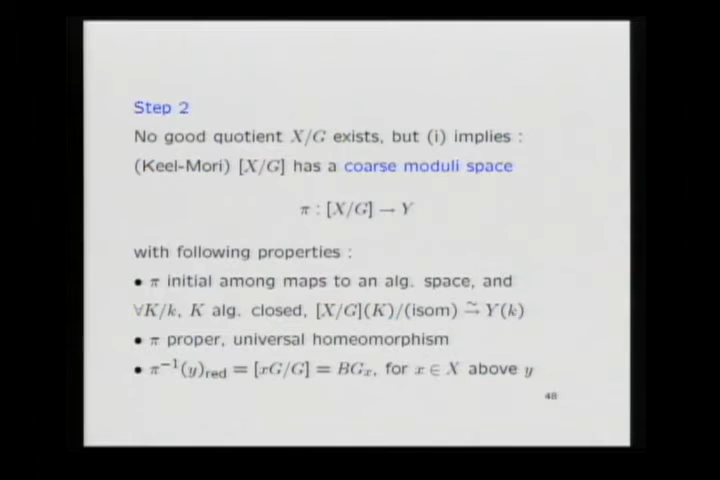 Step 2
No good quotient X/G exists, but (i) implies :
(Keel-Mori) [X/G] has a coarse moduli space
π : [X/G] → Y
with following properties :
• π initial among maps to an alg. space, and
∀K/k, K alg. closed, [X/G](K)/(isom) ⥲ Y(k)
• π proper, universal homeomorphism
• π⁻¹(y)red = [xG/G] = BGx, for x ∈ X above y
48